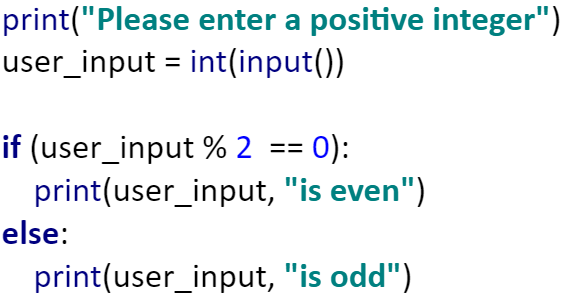 print("Please enter a positive integer")
user_input = int(input())
if (user_input % 2  == 0):
    print(user_input, "is even")
else:
    print(user_input, "is odd")